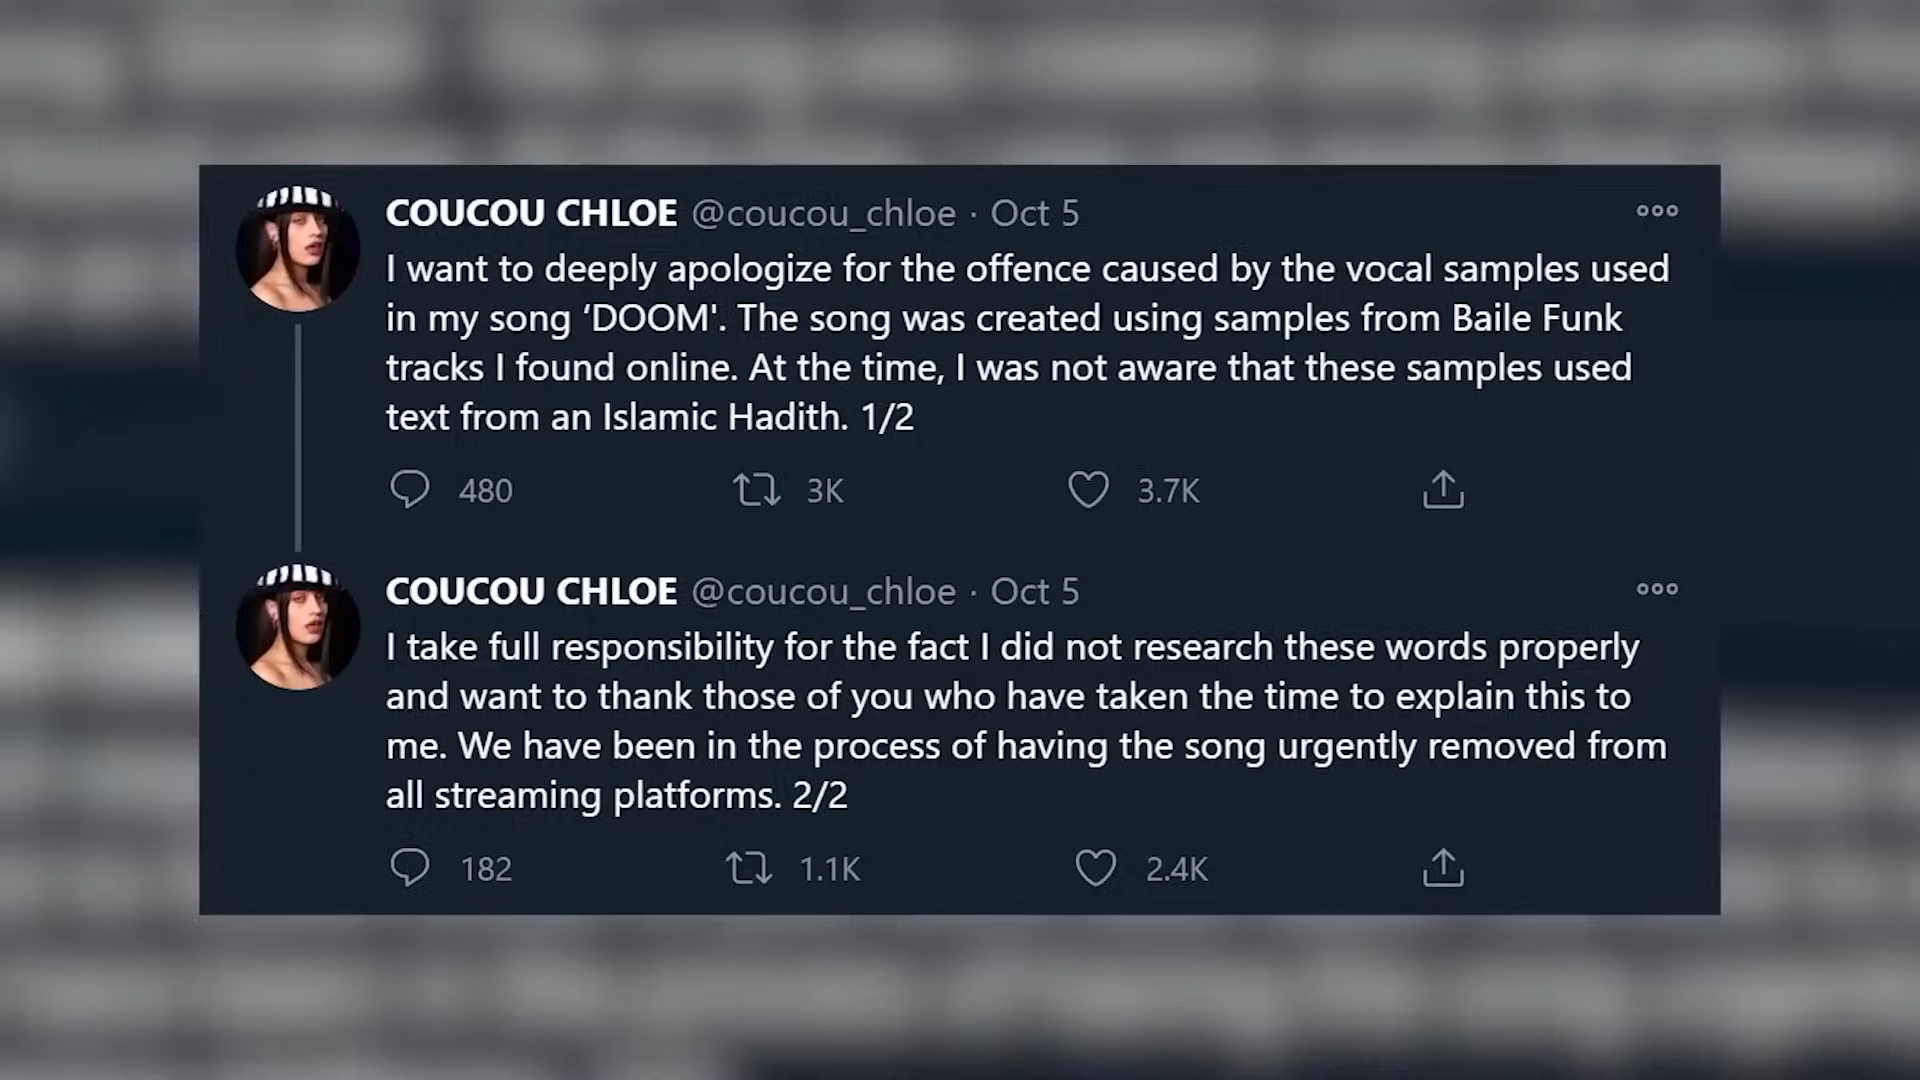 COUCOU CHLOE @coucou_chloe · Oct 5
I want to deeply apologize for the offence caused by the vocal samples used
in my song ‘DOOM'. The song was created using samples from Baile Funk
tracks I found online. At the time, I was not aware that these samples used
text from an Islamic Hadith. 1/2
480 3K 3.7K
COUCOU CHLOE @coucou_chloe · Oct 5
I take full responsibility for the fact I did not research these words properly
and want to thank those of you who have taken the time to explain this to
me. We have been in the process of having the song urgently removed from
all streaming platforms. 2/2
182 1.1K 2.4K